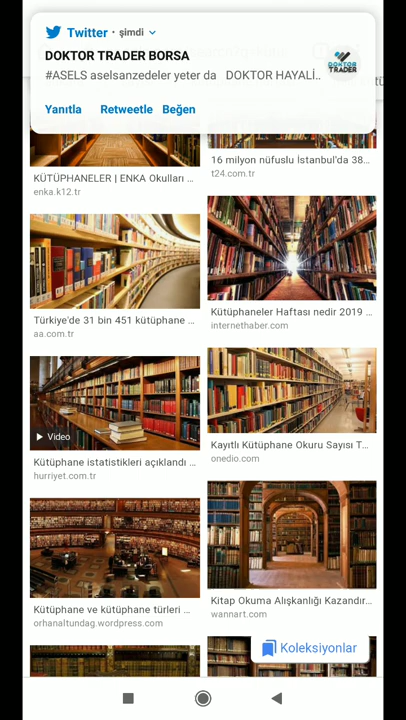 Twitter • şimdi
DOKTOR TRADER BORSA
#ASELS aselsanzedeler yeter da DOKTOR HAYALİ..
DOKTOR
TRADER
Yanıtla Retweetle Beğen
KÜTÜPHANELER | ENKA Okulları ...
enka.k12.tr
16 milyon nüfuslu İstanbul'da 38...
t24.com.tr
Türkiye'de 31 bin 451 kütüphane ...
aa.com.tr
Kütüphaneler Haftası nedir 2019 ...
internethaber.com
Video
Kütüphane istatistikleri açıklandı ...
hurriyet.com.tr
Kayıtlı Kütüphane Okuru Sayısı T...
onedio.com
Kütüphane ve kütüphane türleri ...
orhanaltundag.wordpress.com
Kitap Okuma Alışkanlığı Kazandır...
wannart.com
Koleksiyonlar